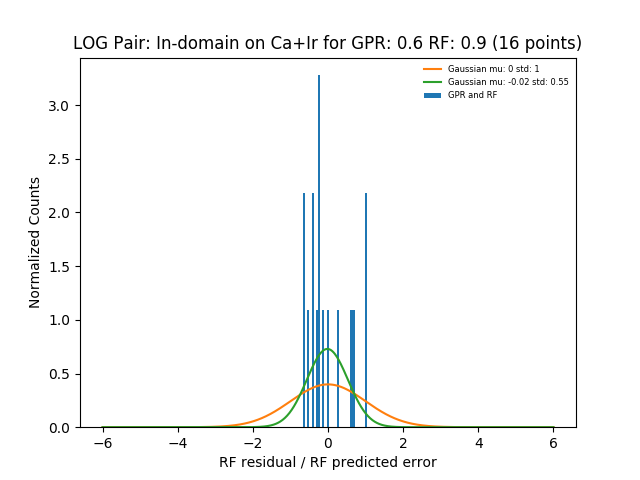 LOG Pair: In-domain on Ca+Ir for GPR: 0.6 RF: 0.9 (16 points)
Gaussian mu: 0 std: 1
Gaussian mu: -0.02 std: 0.55
GPR and RF
Normalized Counts
3.0
2.5
2.0
1.5
1.0
0.5
0.0
−6 −4 −2 0 2 4 6
RF residual / RF predicted error